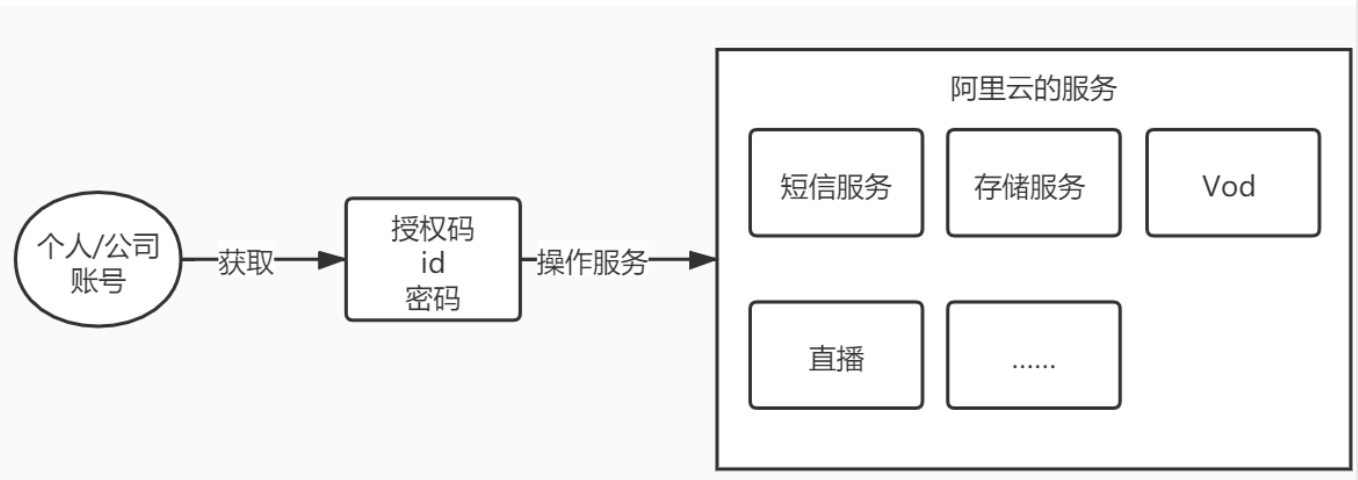 个人/公司
账号
获取
授权码
id
密码
操作服务
阿里云的服务
短信服务
存储服务
Vod
直播
......